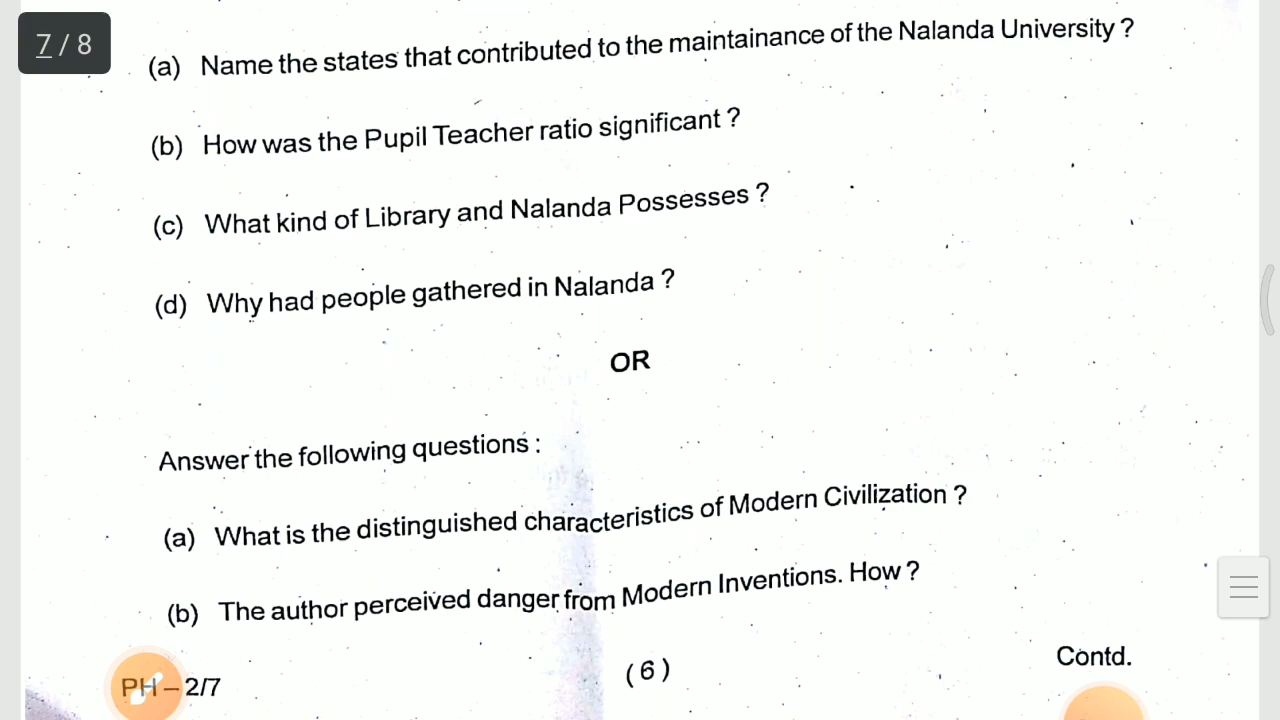 7 / 8
(a) Name the states that contributed to the maintainance of the Nalanda University ?
(b) How was the Pupil Teacher ratio significant ?
(c) What kind of Library and Nalanda Possesses ?
(d) Why had people gathered in Nalanda ?
OR
Answer the following questions :
(a) What is the distinguished characteristics of Modern Civilization ?
(b) The author perceived danger from Modern Inventions. How ?
PH – 2/7
( 6 )
Contd.